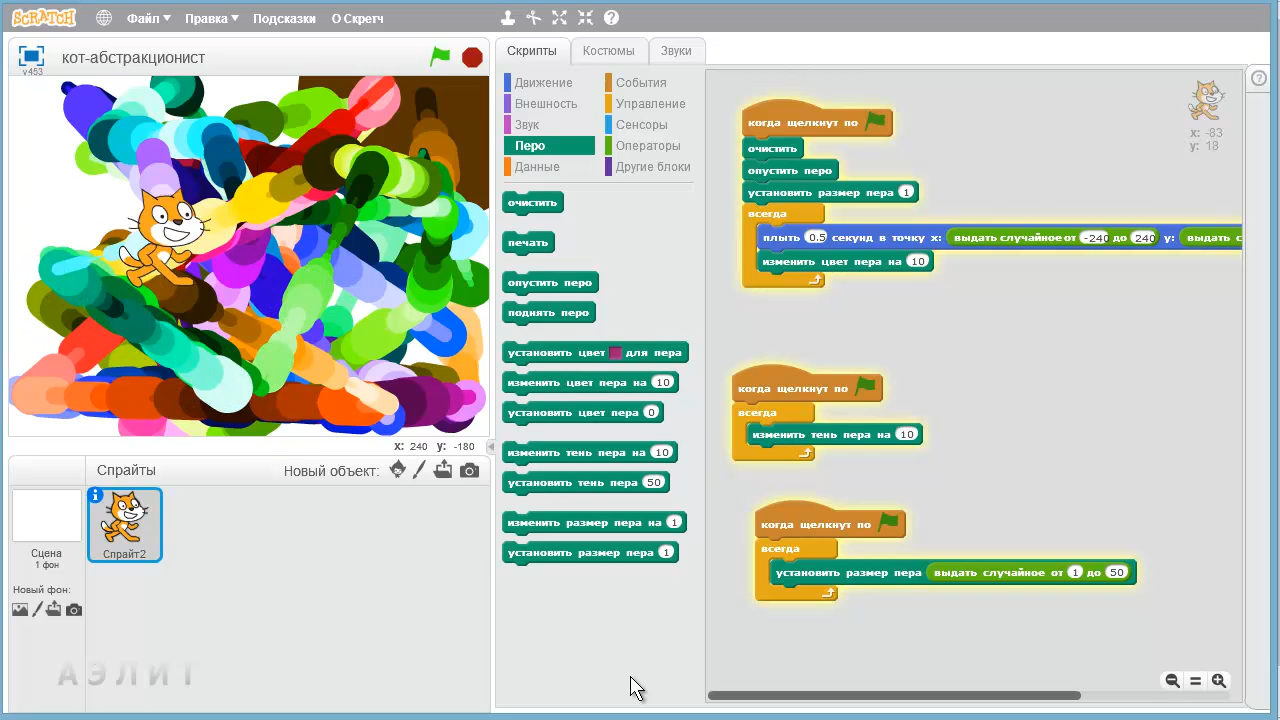 SCRATCH Файл Правка Подсказки О Скретч
v453 кот-абстракционист
x: 240 y: -180
Спрайты Новый объект:
Сцена
1 фон
Новый фон:
Спрайт2
АЭЛИТ
Скрипты Костюмы Звуки
Движение События
Внешность Управление
Звук Сенсоры
Перо Операторы
Данные Другие блоки
очистить
печать
опустить перо
поднять перо
установить цвет для пера
изменить цвет пера на 10
установить цвет пера 0
изменить тень пера на 10
установить тень пера 50
изменить размер пера на 1
установить размер пера 1
x: -83
y: 18
когда щелкнут по
очистить
опустить перо
установить размер пера 1
всегда
плыть 0.5 секунд в точку x: выдать случайное от -240 до 240 y: выдать с
изменить цвет пера на 10
когда щелкнут по
всегда
изменить тень пера на 10
когда щелкнут по
всегда
установить размер пера выдать случайное от 1 до 50